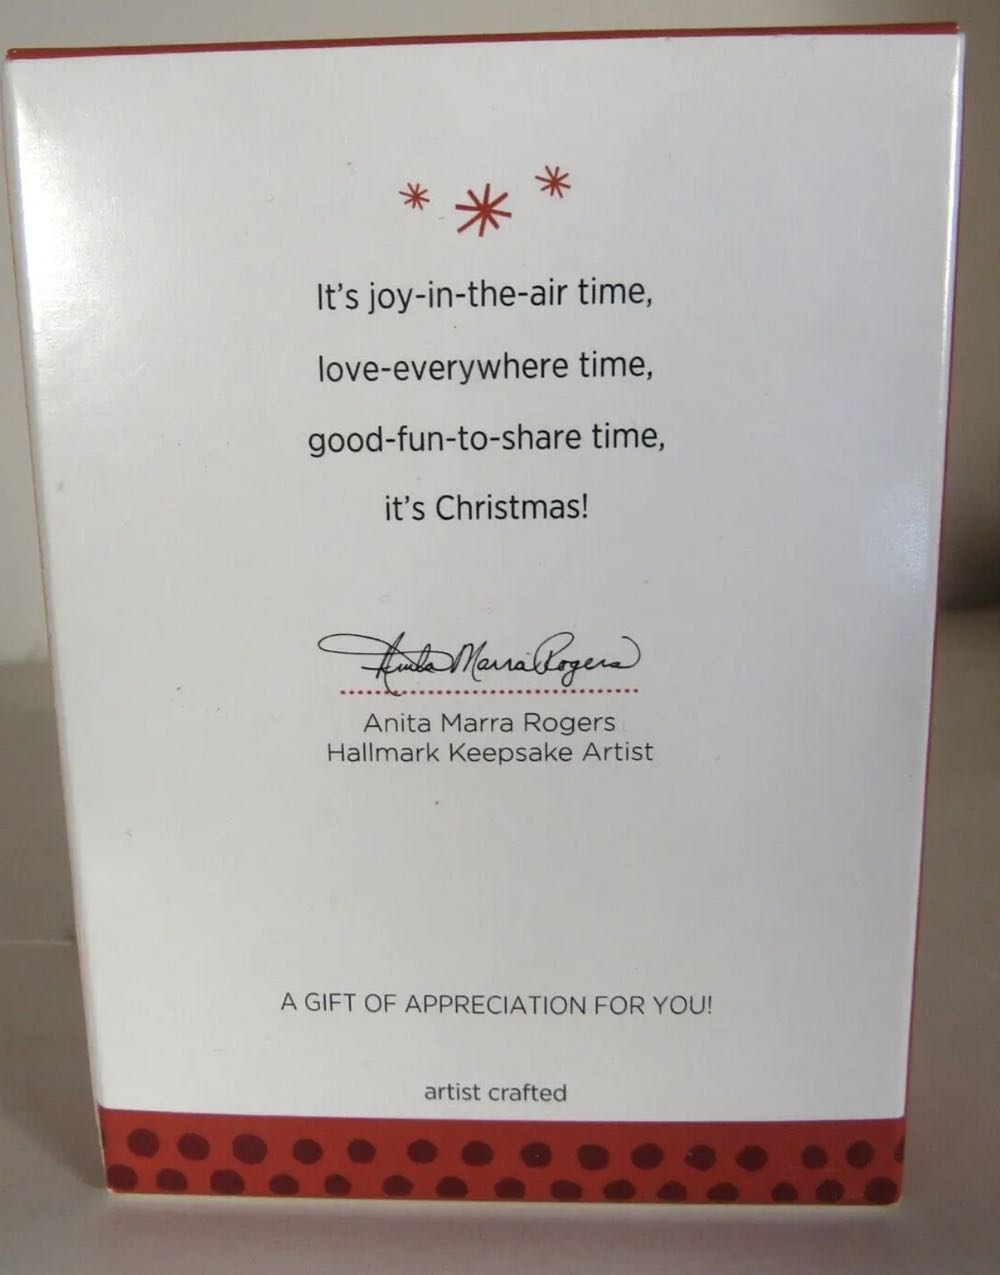 It's joy-in-the-air time,
love-everywhere time,
good-fun-to-share time,
it's Christmas!
Anita Marra Rogers
Anita Marra Rogers
Hallmark Keepsake Artist
A GIFT OF APPRECIATION FOR YOU!
artist crafted